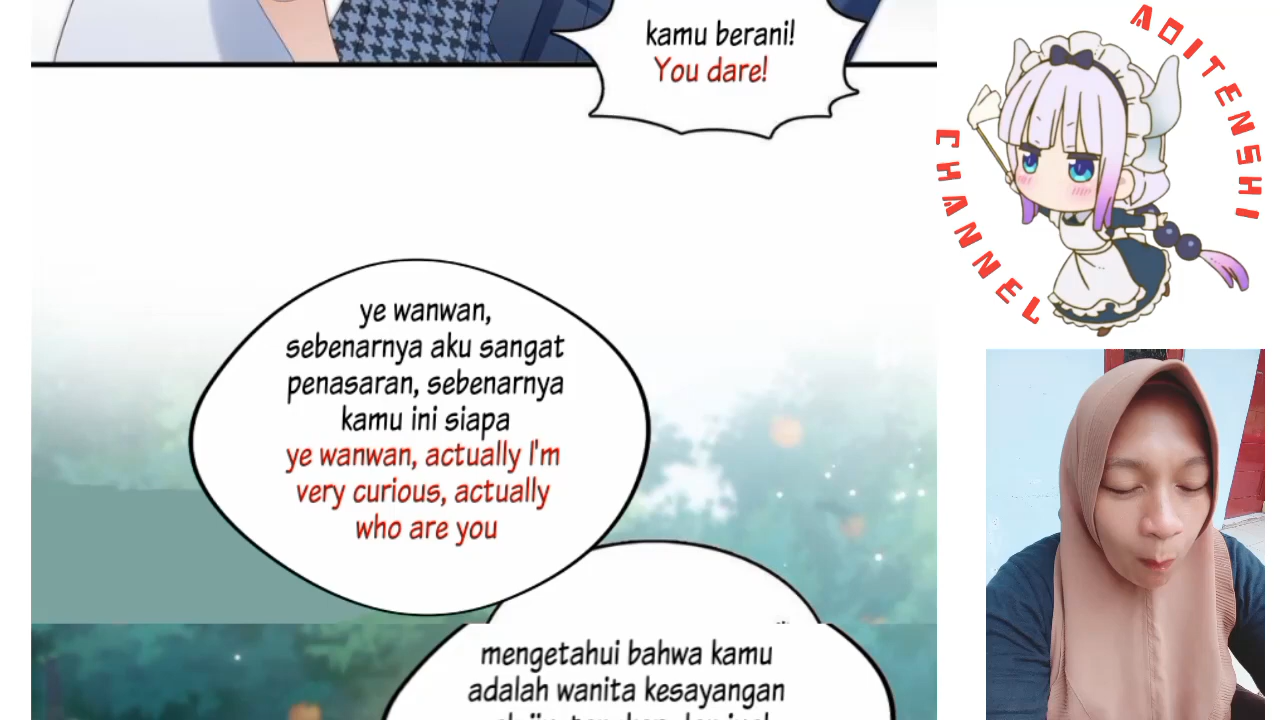 kamu berani!
You dare!
AOITENSHI
CHANNEL
ye wanwan,
sebenarnya aku sangat
penasaran, sebenarnya
kamu ini siapa
ye wanwan, actually I'm
very curious, actually
who are you
mengetahui bahwa kamu
adalah wanita kesayangan